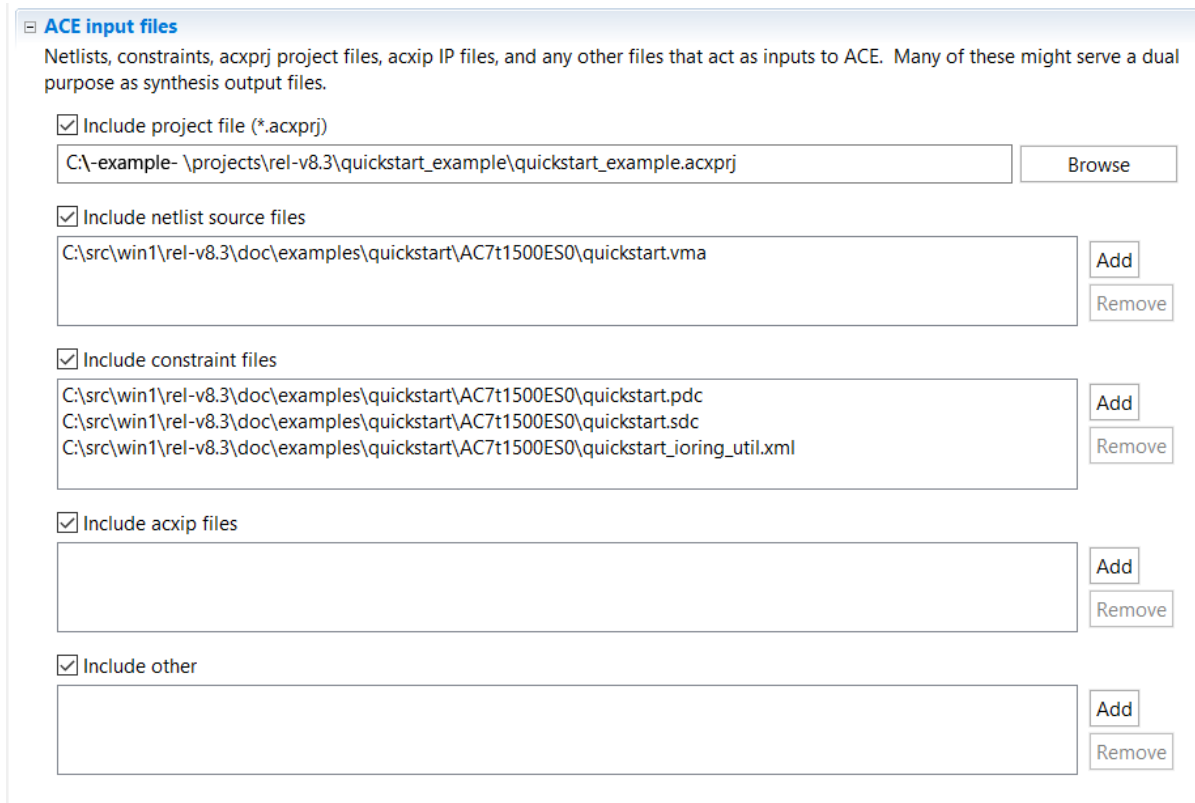 ACE input files
Netlists, constraints, acxprj project files, acxip IP files, and any other files that act as inputs to ACE.  Many of these might serve a dual
purpose as synthesis output files.
Include project file (*.acxprj)
C:\-example- \projects\rel-v8.3\quickstart_example\quickstart_example.acxprj
Browse
Include netlist source files
C:\src\win1\rel-v8.3\doc\examples\quickstart\AC7t1500ES0\quickstart.vma
Add
Remove
Include constraint files
C:\src\win1\rel-v8.3\doc\examples\quickstart\AC7t1500ES0\quickstart.pdc
C:\src\win1\rel-v8.3\doc\examples\quickstart\AC7t1500ES0\quickstart.sdc
C:\src\win1\rel-v8.3\doc\examples\quickstart\AC7t1500ES0\quickstart_ioring_util.xml
Add
Remove
Include acxip files
Add
Remove
Include other
Add
Remove